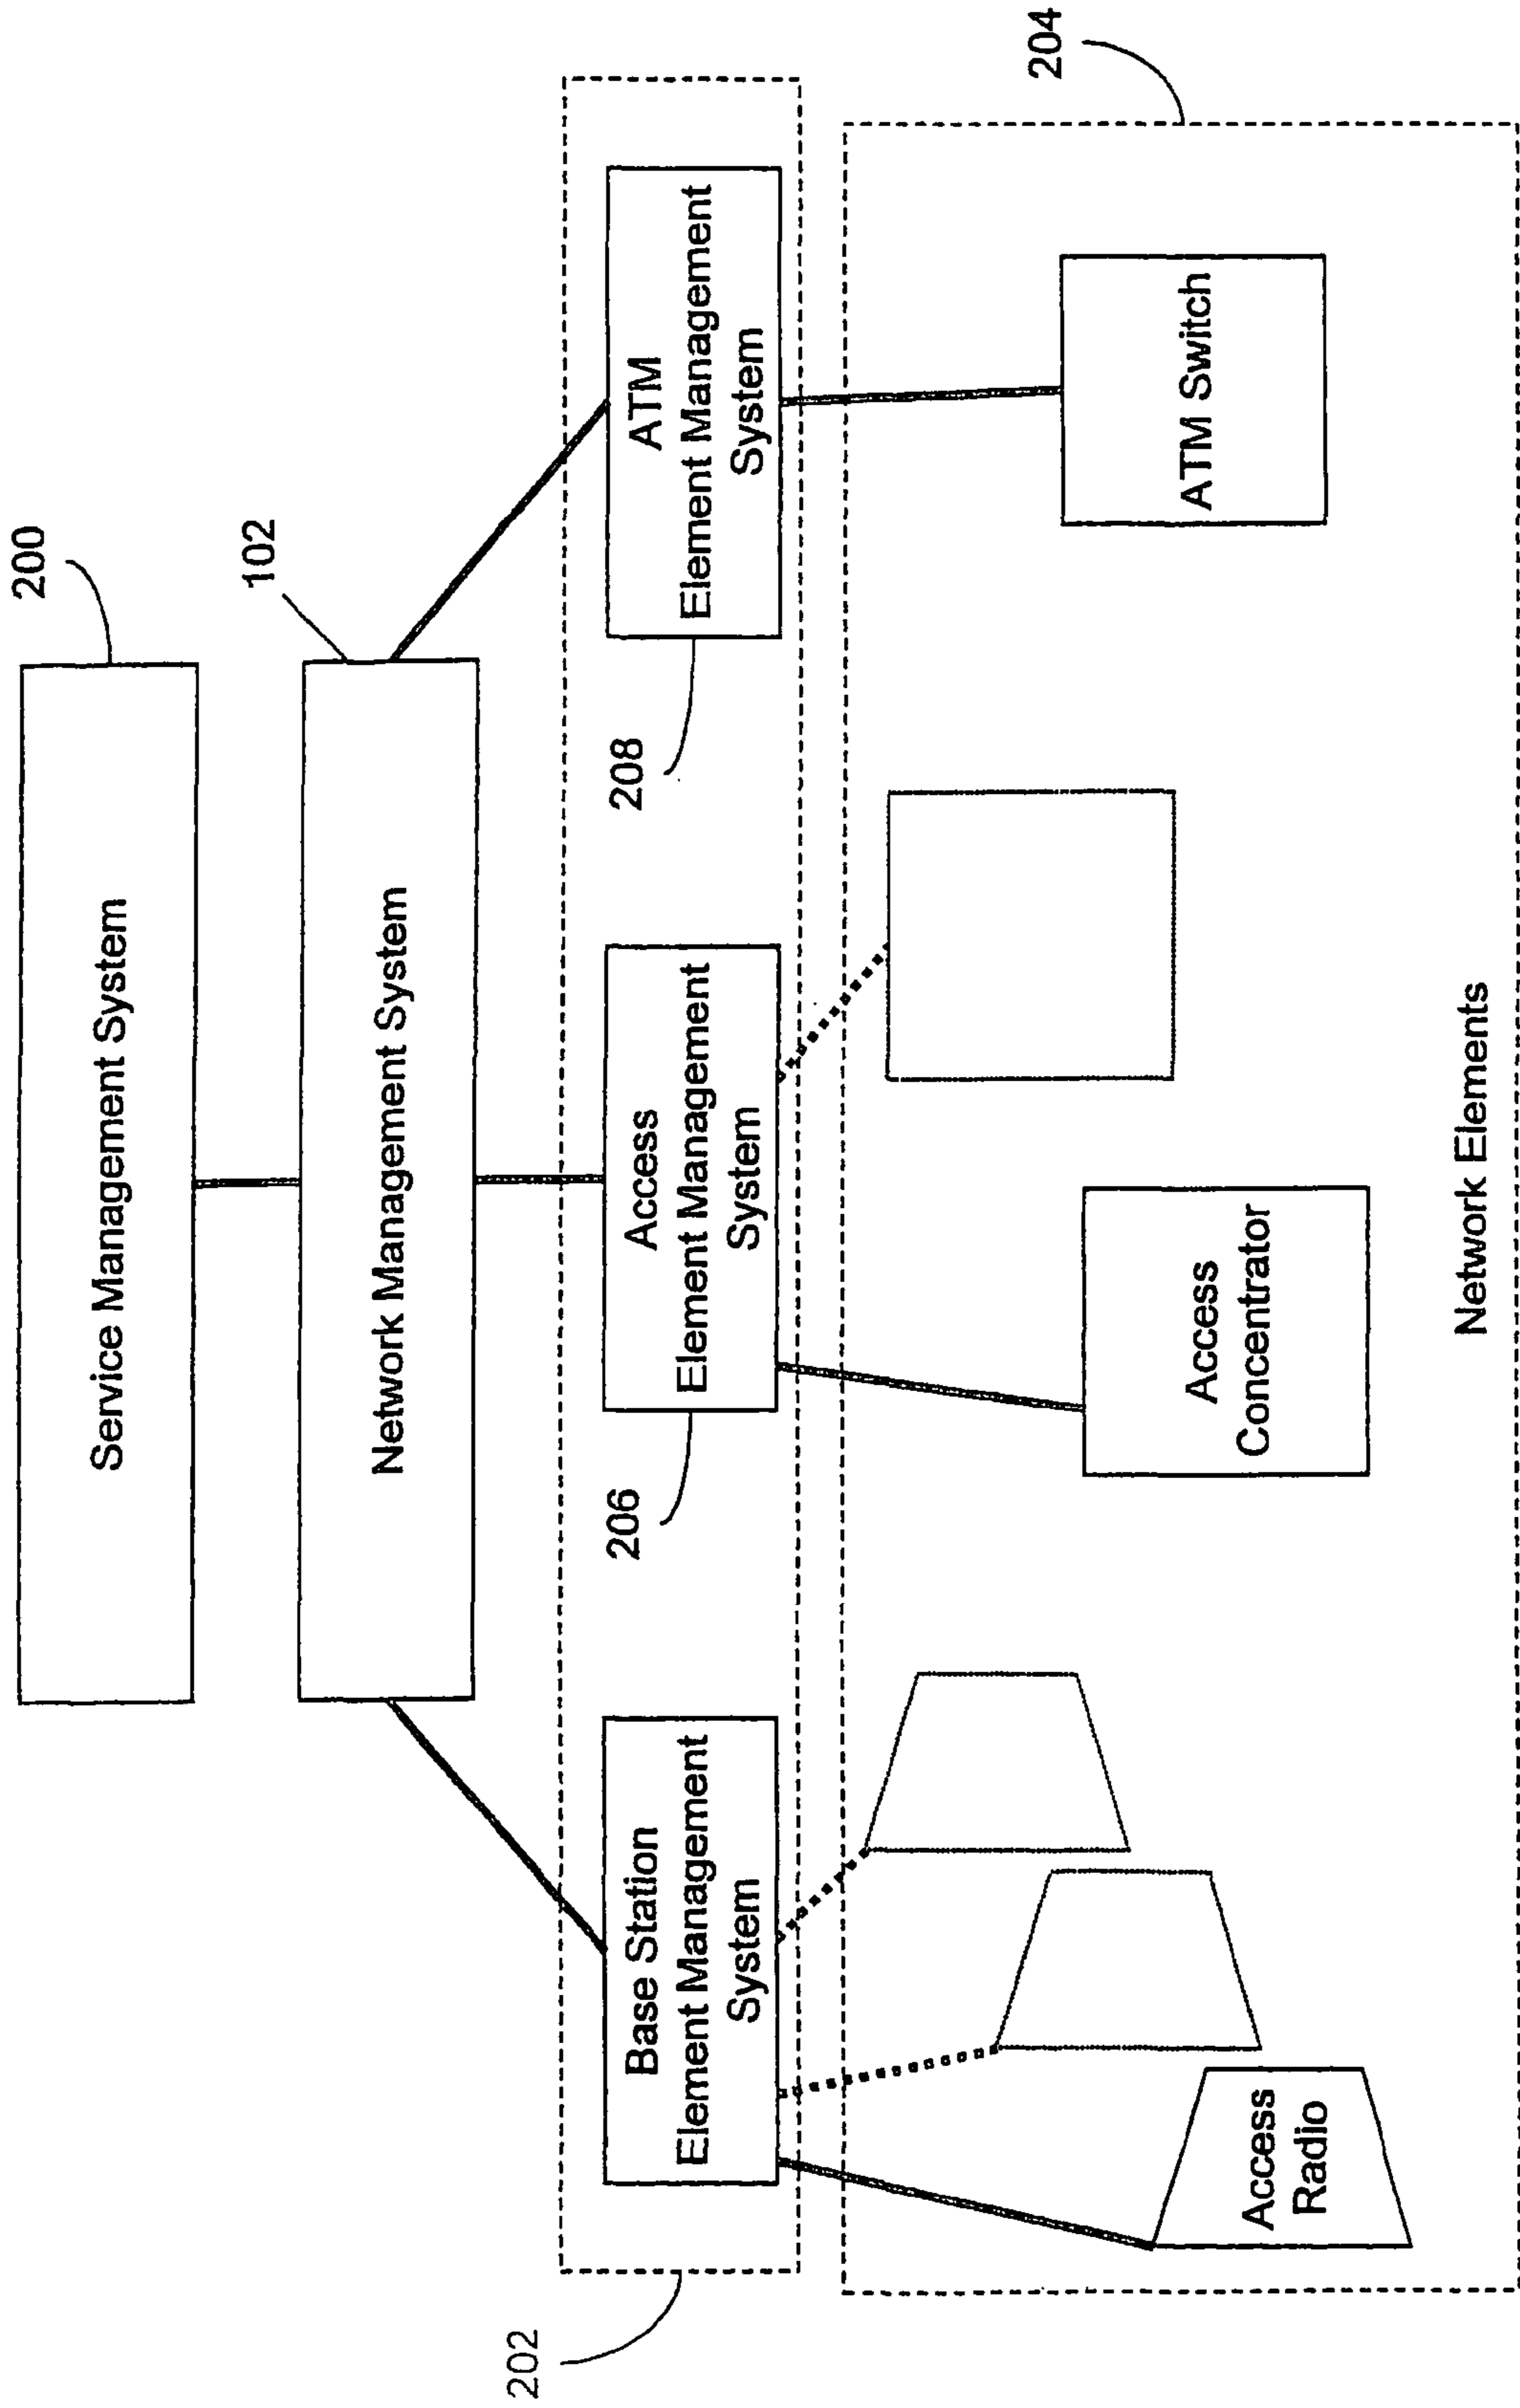 200
Service Management System
102
Network Management System
202
Base Station
Element Management
System
206
Access
Element Management
System
208
ATM
Element Management
System
204
Access
Radio
Access
Concentrator
ATM Switch
Network Elements